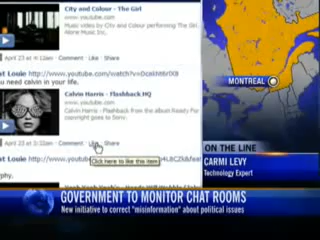 City and Colour - The Girl
www.youtube.com
Music video by City and Colour performing The Girl
Alone Music Inc.
April 23 at · Comment · Like · Share
at Louie http://www.youtube.com/watch?v=
ou need calvin in your life.
Calvin Harris - Flashback HQ
www.youtube.com
Calvin Harris - Flashback from the album Ready For
copyright goes to Sony.
April 23 at · Comment · Like · Share
at Louie http://www.youtube.com/
Click here to like this item
MONTREAL
ON THE LINE
CARMI LEVY
Technology Expert
GOVERNMENT TO MONITOR CHAT ROOMS
New initiative to correct "misinformation" about political issues